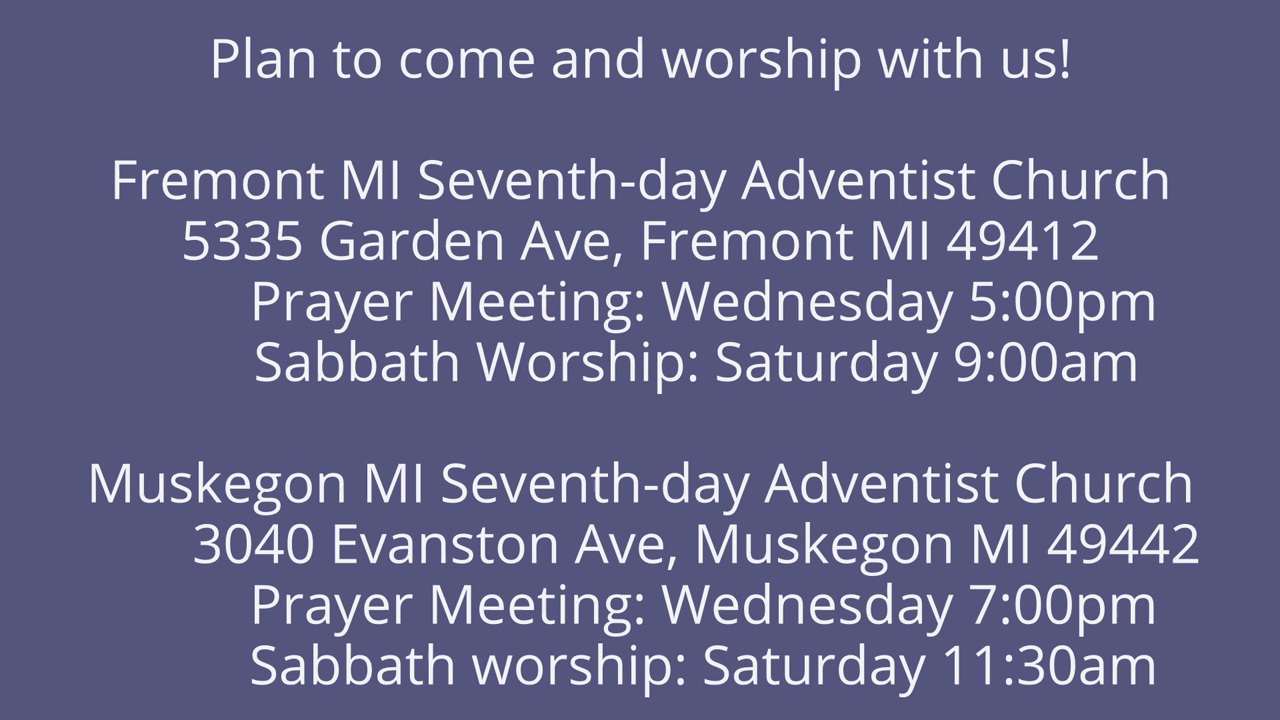 Plan to come and worship with us!
Fremont MI Seventh-day Adventist Church
5335 Garden Ave, Fremont MI 49412
Prayer Meeting: Wednesday 5:00pm
Sabbath Worship: Saturday 9:00am
Muskegon MI Seventh-day Adventist Church
3040 Evanston Ave, Muskegon MI 49442
Prayer Meeting: Wednesday 7:00pm
Sabbath worship: Saturday 11:30am